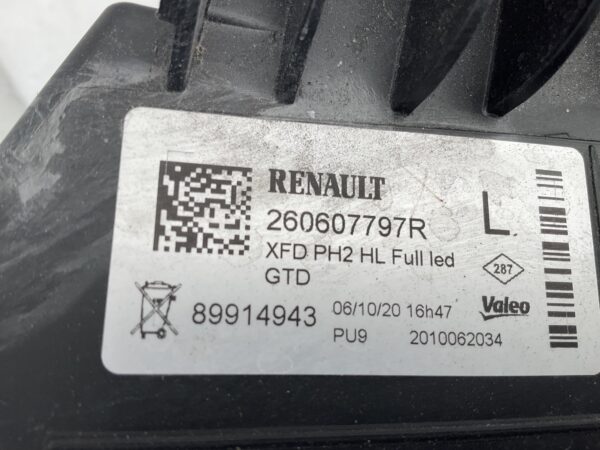 RENAULT
260607797R L
XFD PH2 HL Full led
GTD
287
89914943 06/10/20 16h47 Valeo
PU9 2010062034